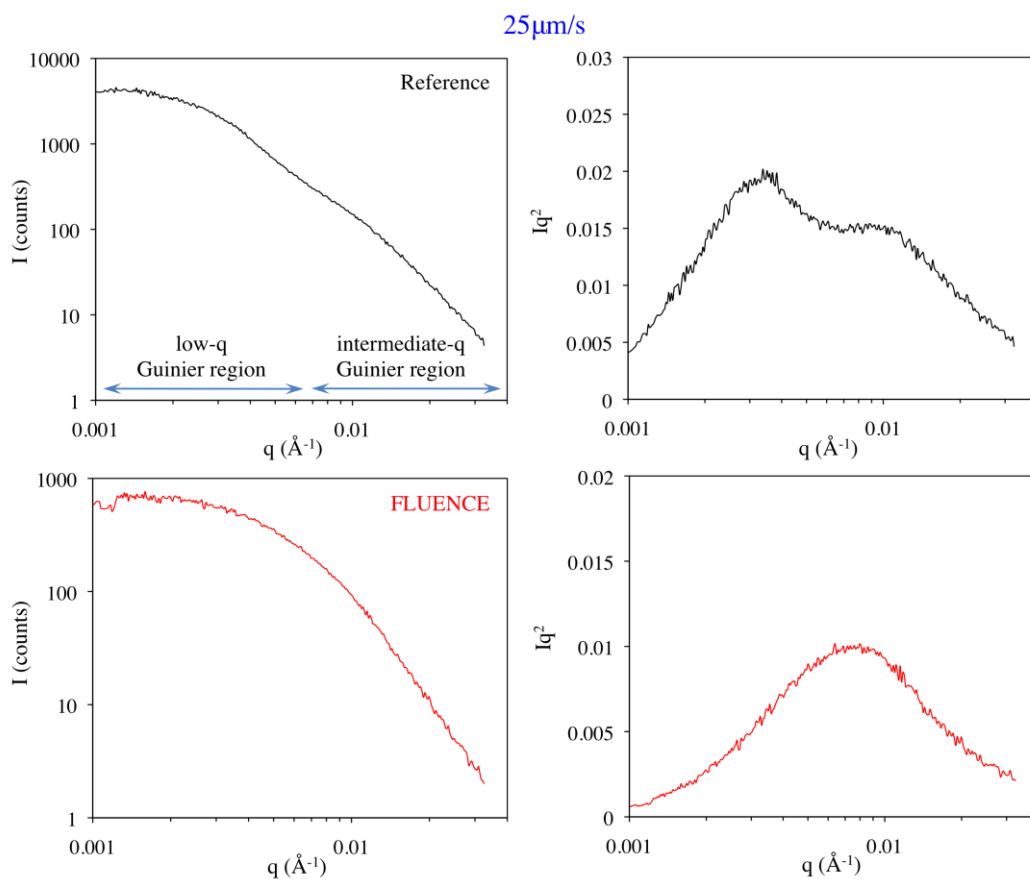 25µm/s
10000
1000
100
10
1
I (counts)
Reference
low-q
Guinier region
intermediate-q
Guinier region
0.001
0.01
q (Å⁻¹)
0.03
0.025
0.02
0.015
0.01
0.005
0
Iq²
0.001
0.01
q (Å⁻¹)
1000
100
10
1
I (counts)
FLUENCE
0.001
0.01
q (Å⁻¹)
0.02
0.015
0.01
0.005
0
Iq²
0.001
0.01
q (Å⁻¹)